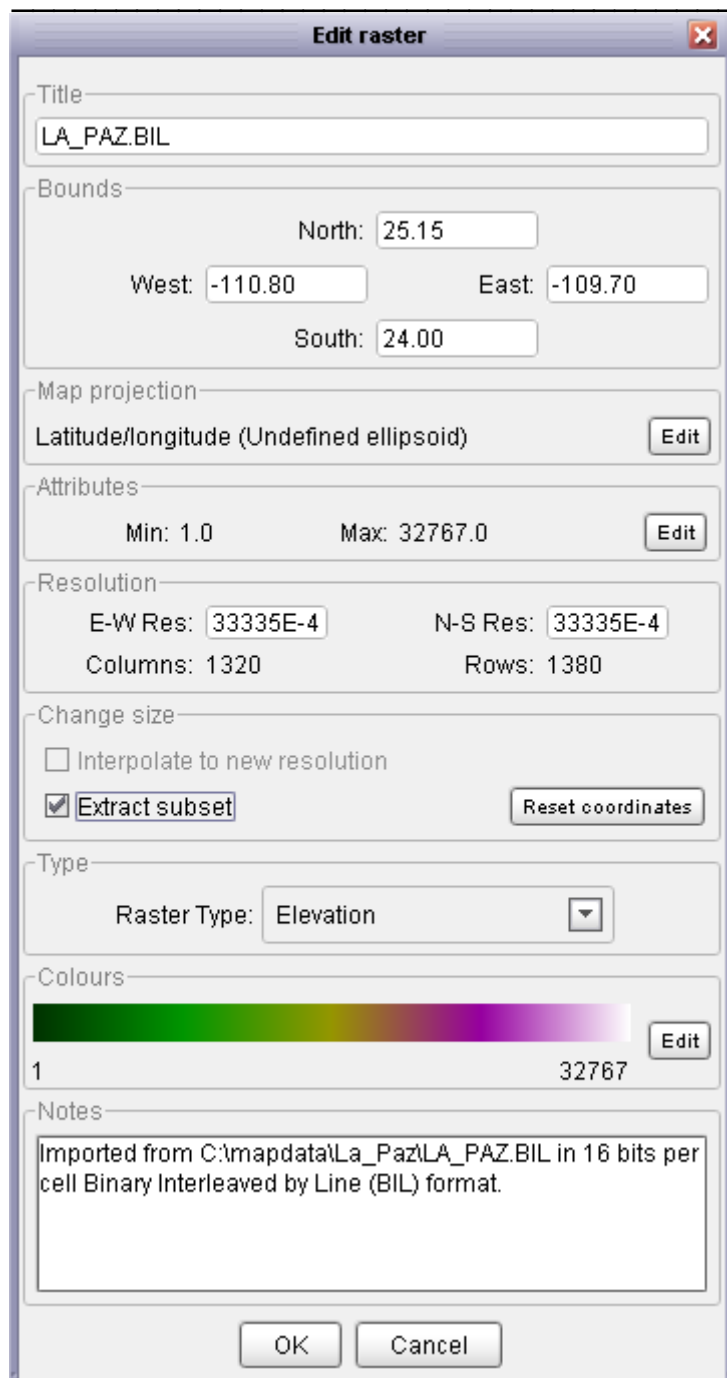 Edit raster
Title
LA_PAZ.BIL
Bounds
North: 25.15
West: -110.80 East: -109.70
South: 24.00
Map projection
Latitude/longitude (Undefined ellipsoid) Edit
Attributes
Min: 1.0 Max: 32767.0 Edit
Resolution
E-W Res: 33335E-4 N-S Res: 33335E-4
Columns: 1320 Rows: 1380
Change size
Interpolate to new resolution
Extract subset Reset coordinates
Type
Raster Type: Elevation
Colours
Edit
1 32767
Notes
Imported from C:\mapdata\La_Paz\LA_PAZ.BIL in 16 bits per
cell Binary Interleaved by Line (BIL) format.
OK Cancel